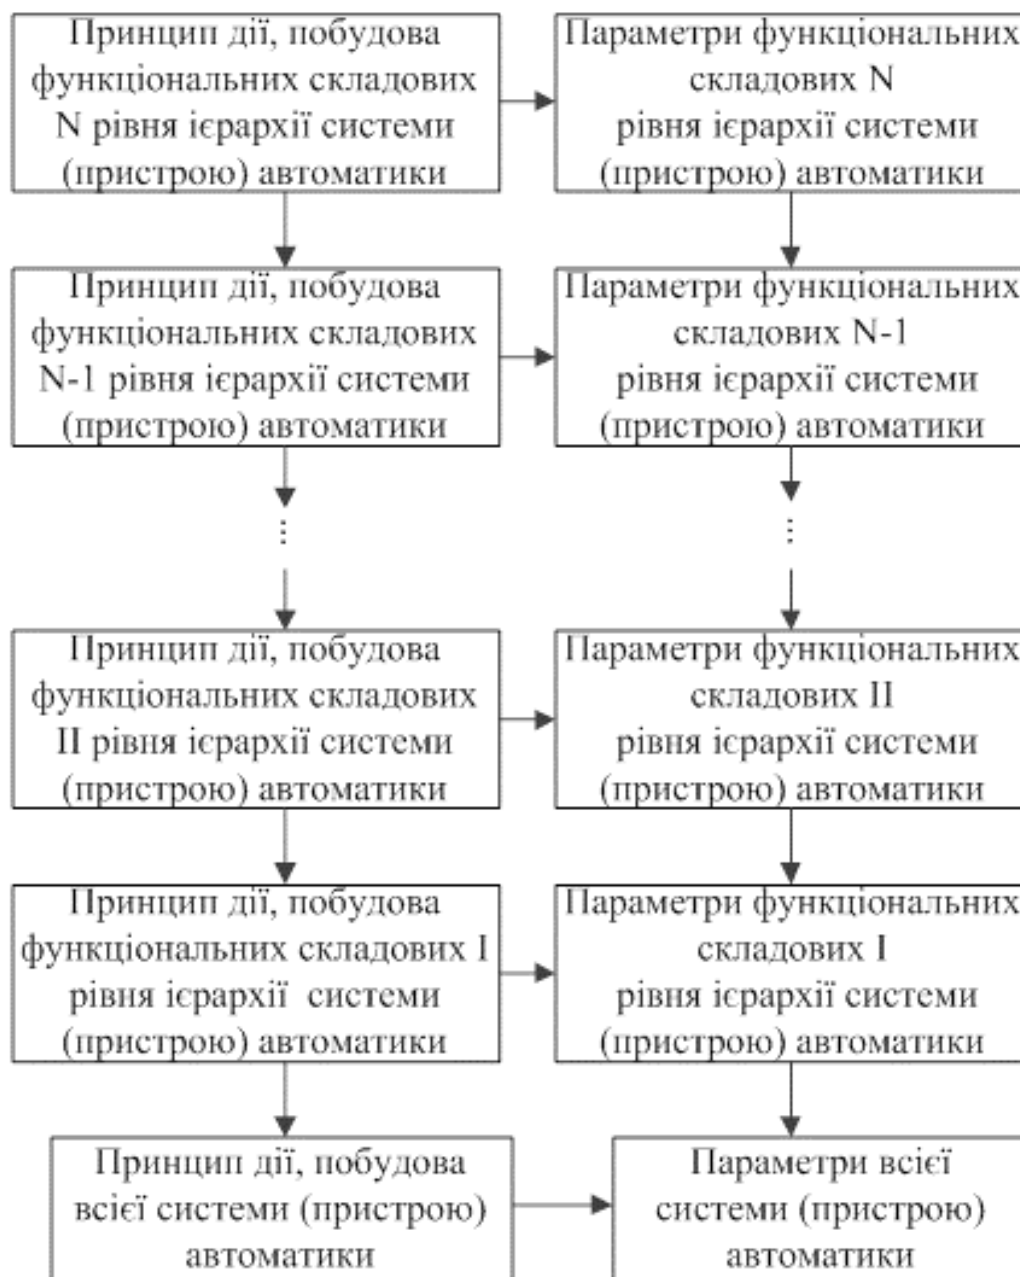 Принцип дії, побудова
функціональних складових
N рівня ієрархії системи
(пристрою) автоматики
Параметри функціональних
складових N
рівня ієрархії системи
(пристрою) автоматики
Принцип дії, побудова
функціональних складових
N-1 рівня ієрархії системи
(пристрою) автоматики
Параметри функціональних
складових N-1
рівня ієрархії системи
(пристрою) автоматики
⋮
⋮
Принцип дії, побудова
функціональних складових
II рівня ієрархії системи
(пристрою) автоматики
Параметри функціональних
складових II
рівня ієрархії системи
(пристрою) автоматики
Принцип дії, побудова
функціональних складових I
рівня ієрархії системи
(пристрою) автоматики
Параметри функціональних
складових I
рівня ієрархії системи
(пристрою) автоматики
Принцип дії, побудова
всієї системи (пристрою)
автоматики
Параметри всієї
системи (пристрою)
автоматики